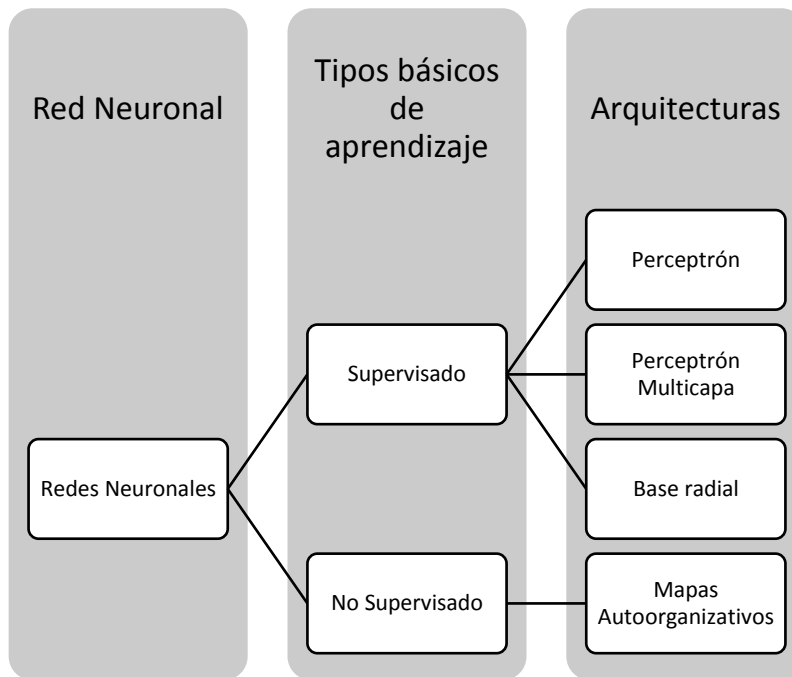 Red Neuronal
Tipos básicos
de
aprendizaje
Arquitecturas
Perceptrón
Supervisado
Perceptrón
Multicapa
Redes Neuronales
Base radial
No Supervisado
Mapas
Autoorganizativos